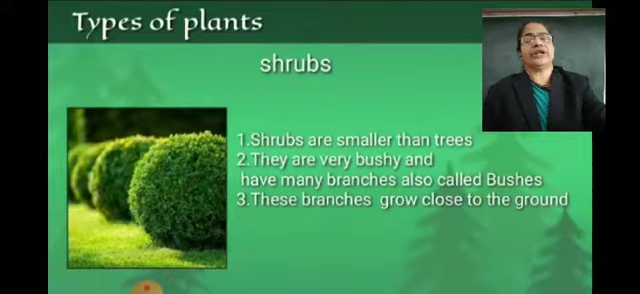 Types of plants
shrubs
1.Shrubs are smaller than trees
2.They are very bushy and
have many branches also called Bushes
3.These branches grow close to the ground